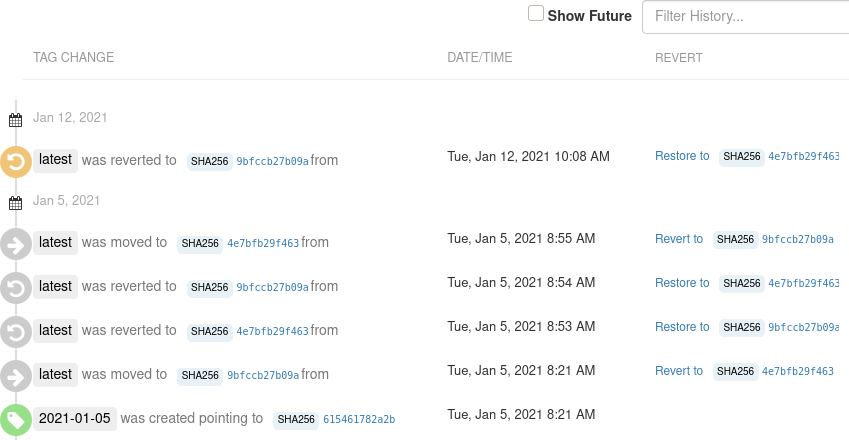 Show Future Filter History...
TAG CHANGE DATE/TIME REVERT
Jan 12, 2021
latest was reverted to SHA256 9bfccb27b09a from Tue, Jan 12, 2021 10:08 AM Restore to SHA256 4e7bfb29f463
Jan 5, 2021
latest was moved to SHA256 4e7bfb29f463 from Tue, Jan 5, 2021 8:55 AM Revert to SHA256 9bfccb27b09a
latest was reverted to SHA256 9bfccb27b09a from Tue, Jan 5, 2021 8:54 AM Restore to SHA256 4e7bfb29f463
latest was reverted to SHA256 4e7bfb29f463 from Tue, Jan 5, 2021 8:53 AM Restore to SHA256 9bfccb27b09a
latest was moved to SHA256 9bfccb27b09a from Tue, Jan 5, 2021 8:21 AM Revert to SHA256 4e7bfb29f463
2021-01-05 was created pointing to SHA256 615461782a2b Tue, Jan 5, 2021 8:21 AM